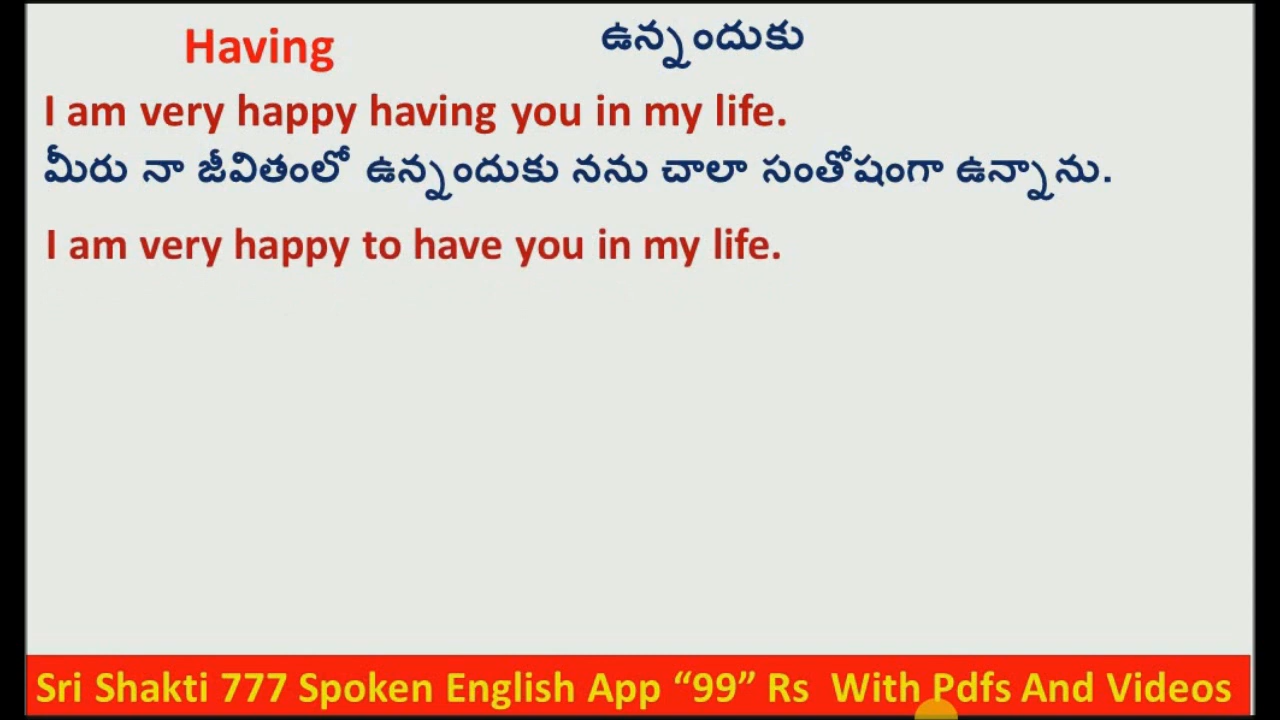 Having ఉన్నందుకు
I am very happy having you in my life.
మీరు నా జీవితంలో ఉన్నందుకు నను చాలా సంతోషంగా ఉన్నాను.
I am very happy to have you in my life.
Sri Shakti 777 Spoken English App “99” Rs With Pdfs And Videos